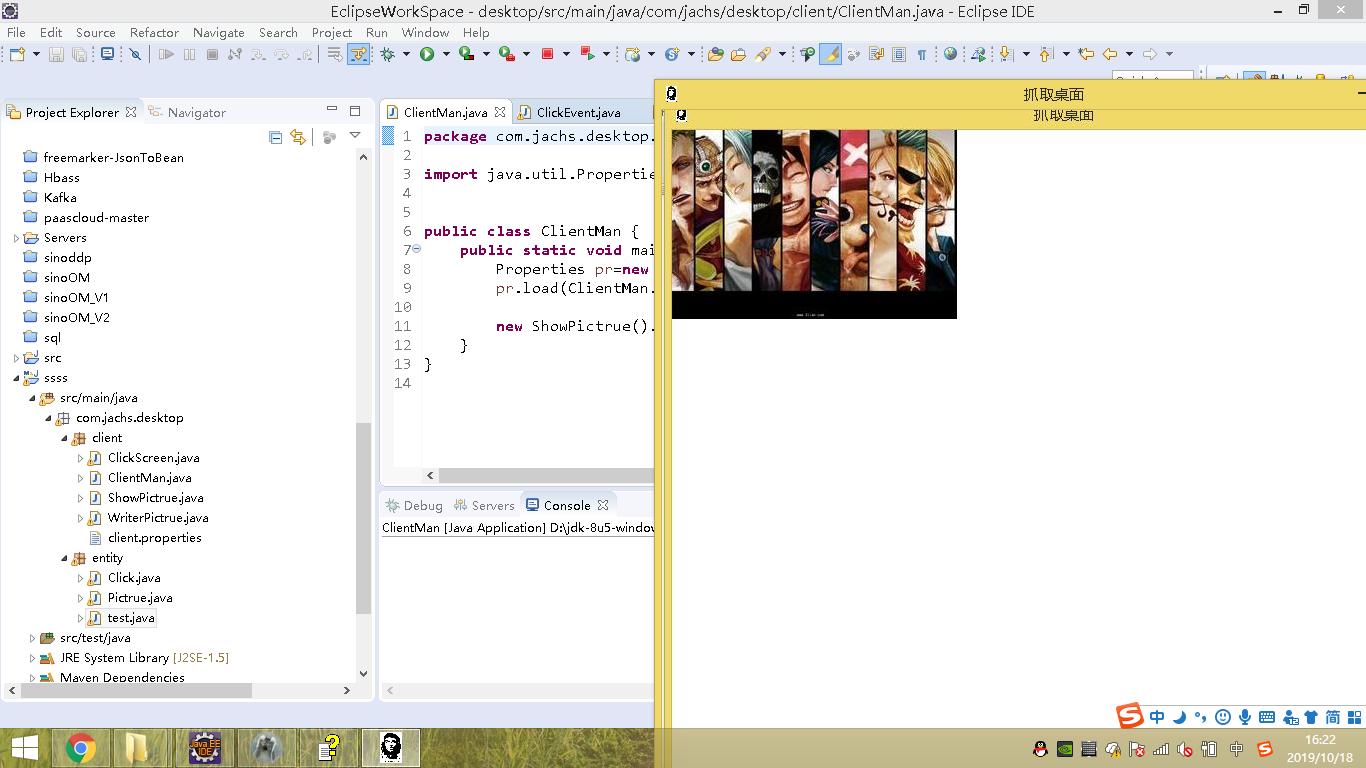 EclipseWorkSpace - desktop/src/main/java/com/jachs/desktop/client/ClientMan.java - Eclipse IDE
File Edit Source Refactor Navigate Search Project Run Window Help
抓取桌面
抓取桌面
Project Explorer Navigator
freemarker-JsonToBean
Hbass
Kafka
paascloud-master
Servers
sinoddp
sinoOM
sinoOM_V1
sinoOM_V2
sql
src
ssss
src/main/java
com.jachs.desktop
client
ClickScreen.java
ClientMan.java
ShowPictrue.java
WriterPictrue.java
client.properties
entity
Click.java
Pictrue.java
test.java
src/test/java
JRE System Library [J2SE-1.5]
Maven Dependencies
ClientMan.java ClickEvent.java
1 package com.jachs.desktop.
2
3 import java.util.Propertie
4
5
6 public class ClientMan {
7 public static void mai
8 Properties pr=new
9 pr.load(ClientMan.
10
11 new ShowPictrue().
12 }
13 }
14
Debug Servers Console
ClientMan [Java Application] D:\jdk-8u5-window
中 简
Java EE
IDE
中
16:22
2019/10/18